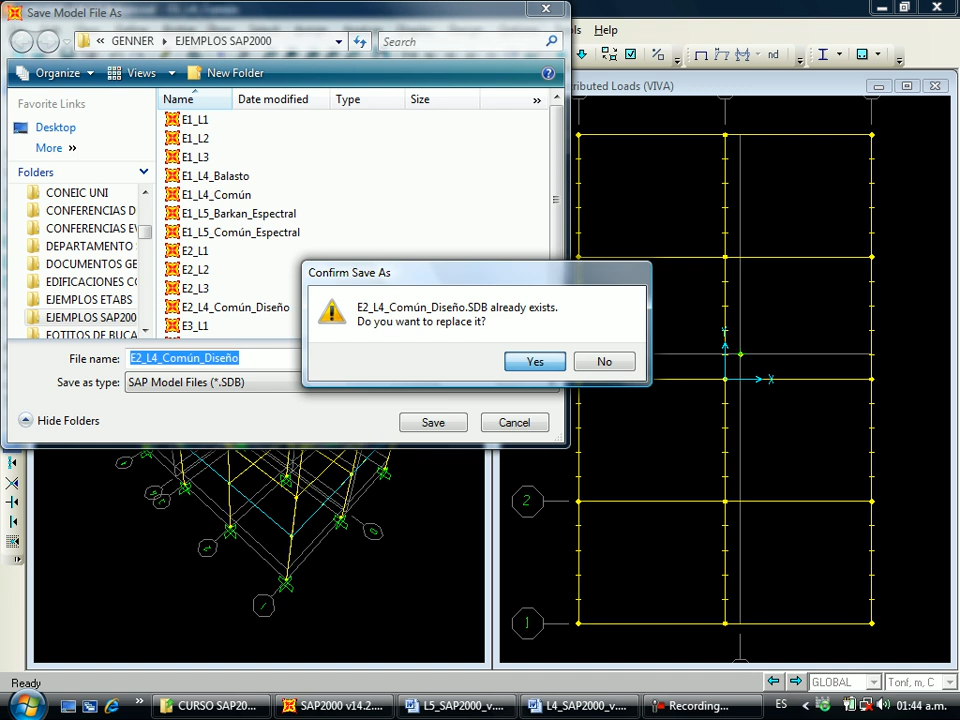 Save Model File As
GENNER
EJEMPLOS SAP2000
Search
Organize
Views
New Folder
Favorite Links
Desktop
More
Folders
CONEIC UNI
CONFERENCIAS D
CONFERENCIAS EV
DEPARTAMENTO
DOCUMENTOS GE
EDIFICACIONES C
EJEMPLOS ETABS
EJEMPLOS SAP200
FOTITOS DE BUCA
Name
Date modified
Type
Size
E1_L1
E1_L2
E1_L3
E1_L4_Balasto
E1_L4_Común
E1_L5_Barkan_Espectral
E1_L5_Común_Espectral
E2_L1
E2_L2
E2_L3
E2_L4_Común_Diseño
E3_L1
File name:
E2_L4_Común_Diseño
Save as type:
SAP Model Files (*.SDB)
Hide Folders
Save
Cancel
Confirm Save As
E2_L4_Común_Diseño.SDB already exists.
Do you want to replace it?
Yes
No
ls
Help
nd
ributed Loads (VIVA)
Y
X
2
1
2
1
Ready
GLOBAL
Tonf, m, C
CURSO SAP20...
SAP2000 v14.2....
L5_SAP2000_v....
L4_SAP2000_v....
Recording...
ES
01:44 a.m.